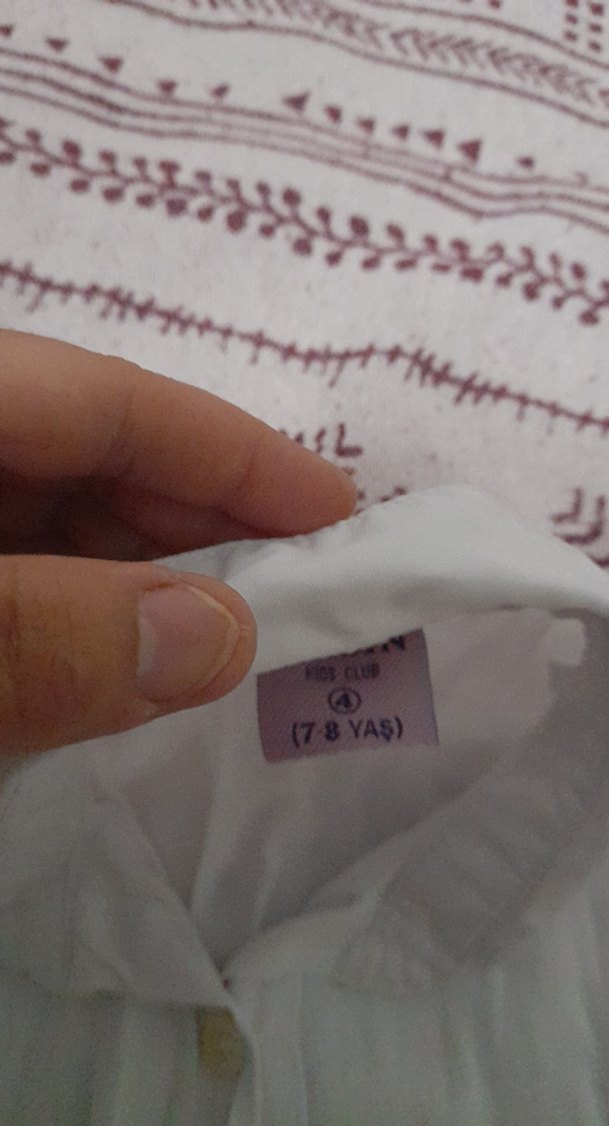 KIDS CLUB
4
(7-8 YAŞ)